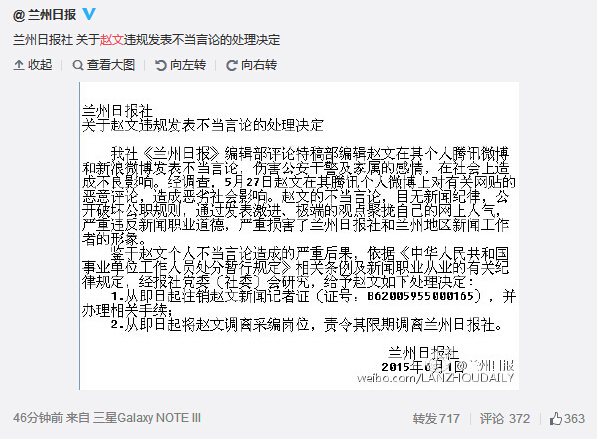 @兰州日报
兰州日报社 关于赵文违规发表不当言论的处理决定
收起 查看大图 向左转 向右转
兰州日报社
关于赵文违规发表不当言论的处理决定
我社《兰州日报》编辑部评论特稿部编辑赵文在其个人腾讯微博
和新浪微博发表不当言论，伤害公安干警及家属的感情，在社会上造
成不良影响。经调查，5月27日赵文在其腾讯个人微博上对有关网贴的
恶意评论，造成恶劣社会影响。赵文的不当言论，目无新闻纪律，公
开破坏公职规则，通过发表激进、极端的观点聚拢自己的网上人气，
严重违反新闻职业道德，严重损害了兰州日报社和兰州地区新闻工作
者的形象。
鉴于赵文个人不当言论造成的严重后果，依据《中华人民共和国
事业单位工作人员处分暂行规定》相关条例及新闻职业从业的有关纪
律规定，经报社党委〔社委〕会研究，给予赵文如下处理决定：
1.从即日起注销赵文新闻记者证（证号：B62005955000165），并
办理相关手续；
2.从即日起将赵文调离采编岗位，责令其限期调离兰州日报社。
兰州日报社
2015年6月1日
@兰州日报
weibo.com/LANZHOUDAILY
46分钟前 来自 三星Galaxy NOTE III 转发 717 评论 372 363